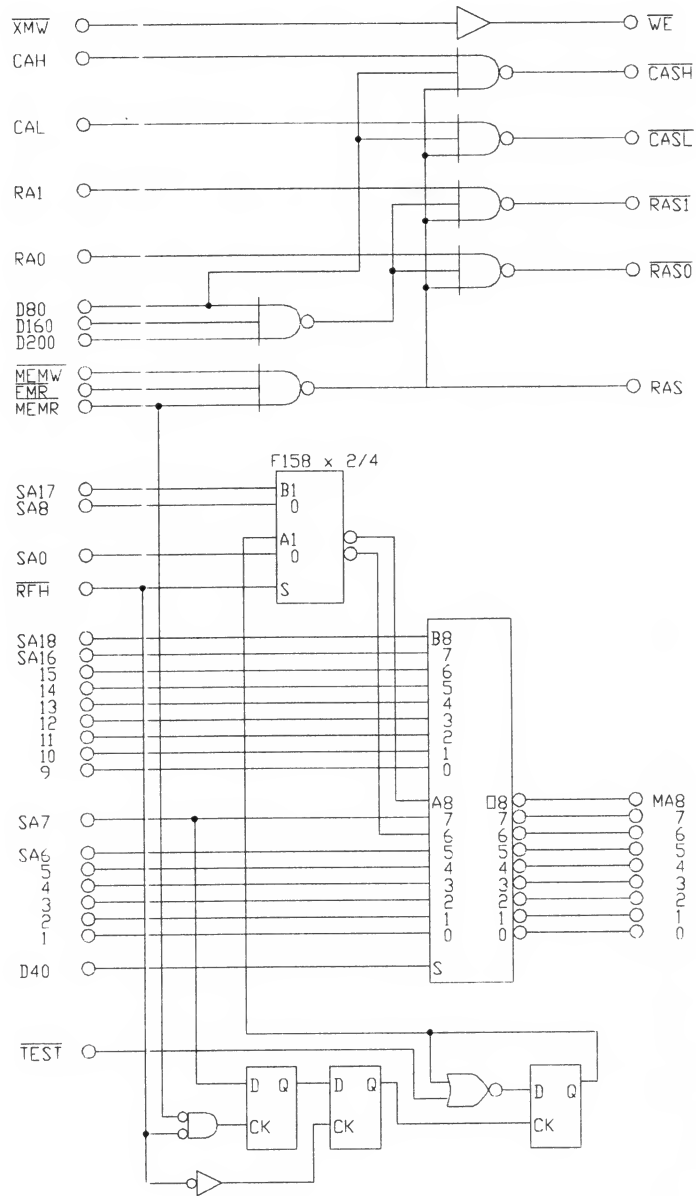 XMW WE
CAH CASH
CAL CASL
RA1 RAS1
RA0 RAS0
D80
D160
D200
MEMW
EMR RAS
MEMR
F158 x 2/4
SA17 B1
SA8 0
A1
SA0 0
RFH S
SA18 B8
SA16 7
15 6
14 5
13 4
12 3
11 2
10 1
9 0
A8 O8 MA8
SA7 7 7 7
6 6 6
SA6 5 5 5
5 4 4 4
4 3 3 3
3 2 2 2
2 1 1 1
1 0 0 0
D40 S
TEST
D Q D Q D Q
CK CK CK